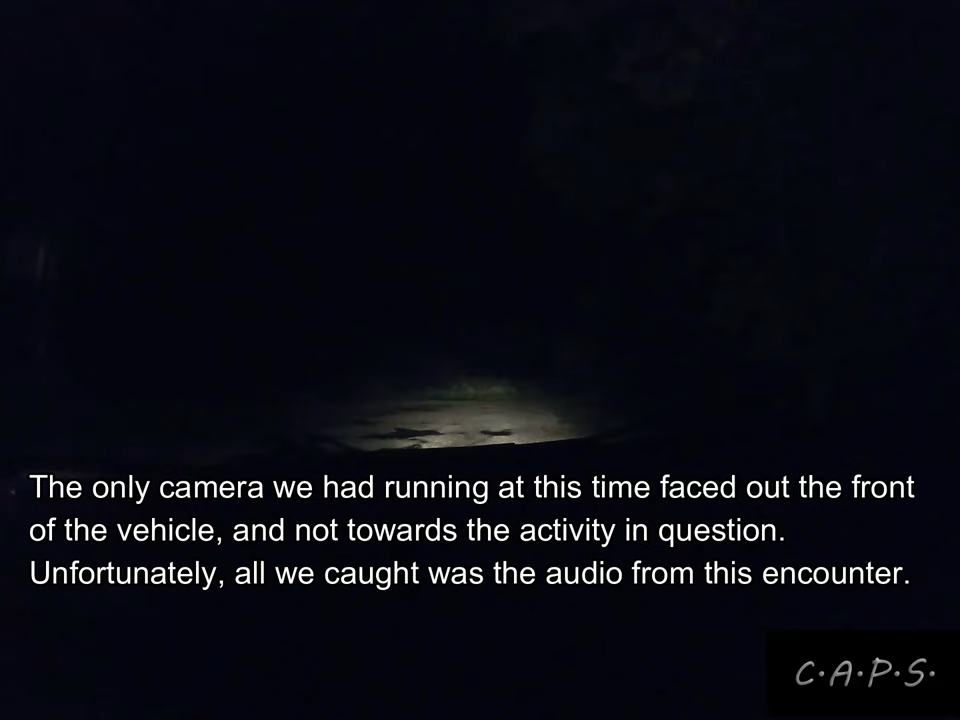 The only camera we had running at this time faced out the front
of the vehicle, and not towards the activity in question.
Unfortunately, all we caught was the audio from this encounter.
C.A.P.S.